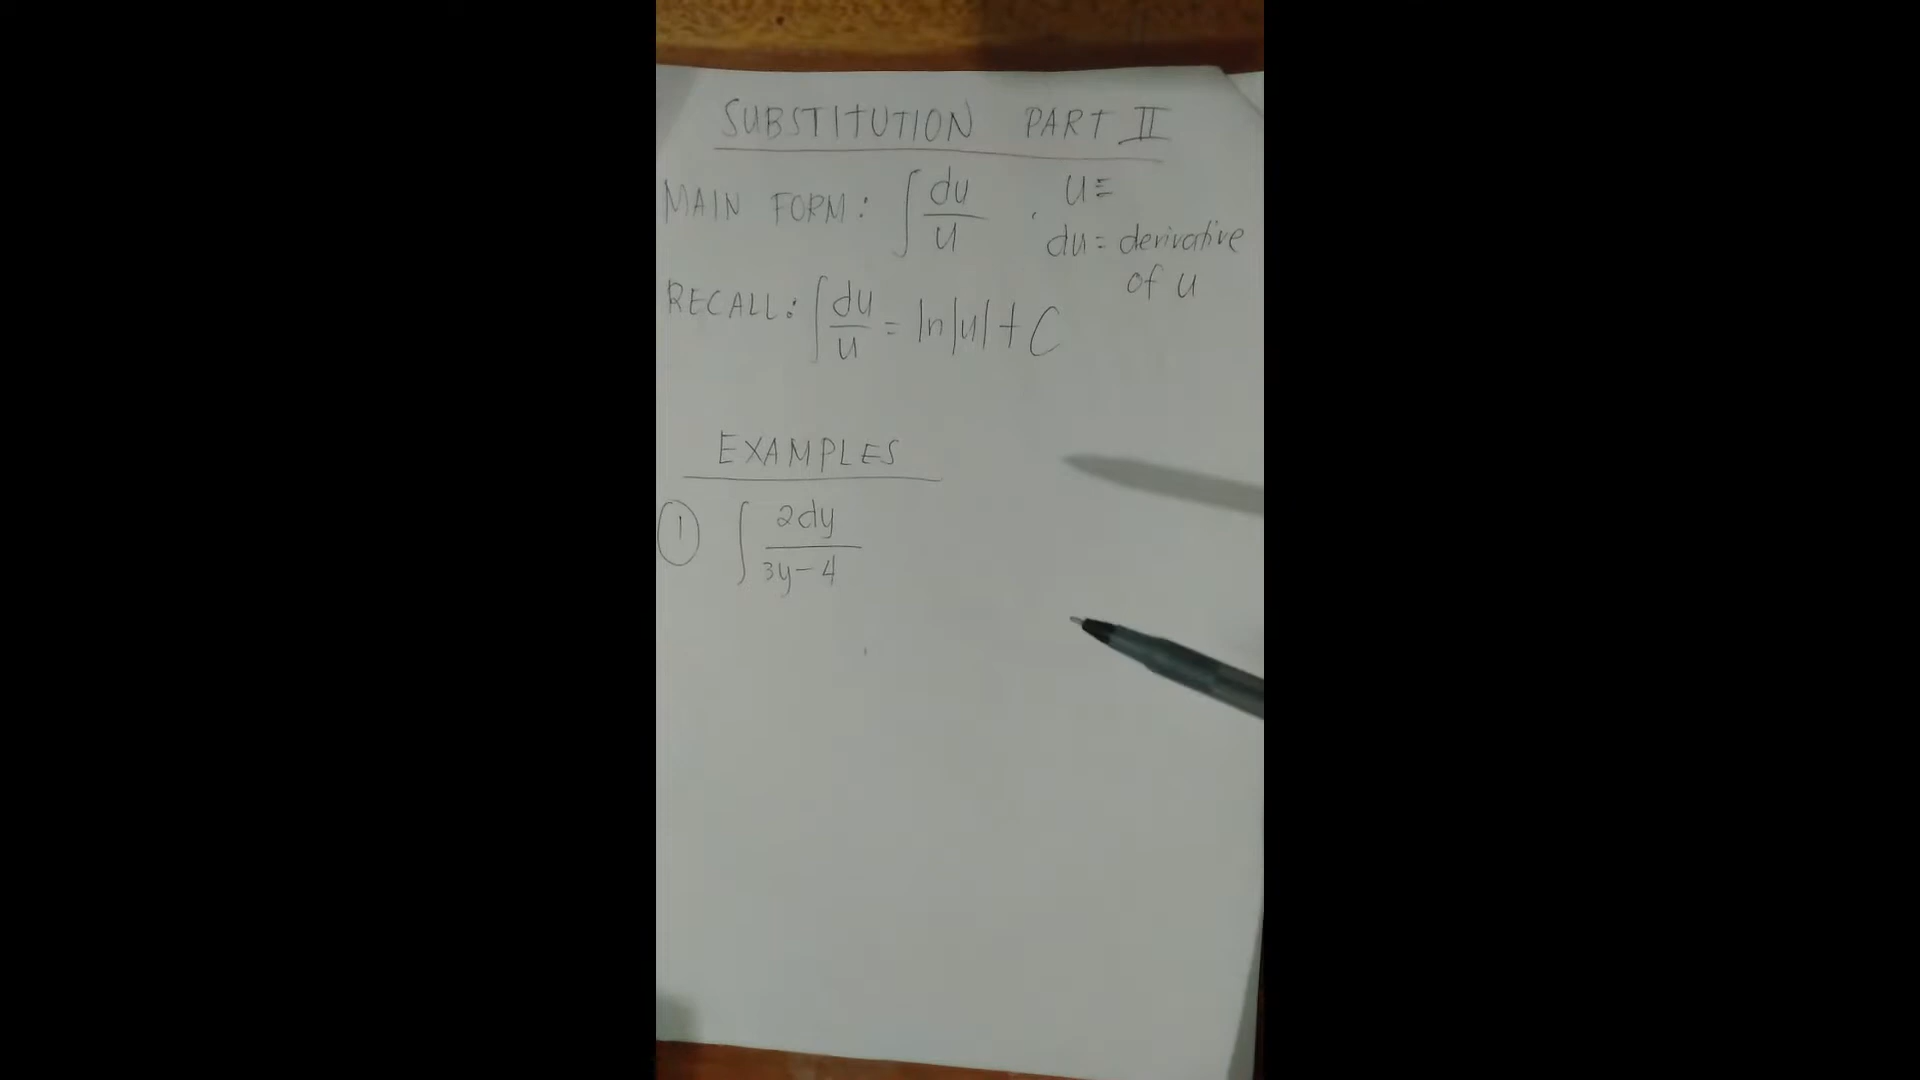 SUBSTITUTION PART II
MAIN FORM: ∫ du/u u≡
du = derivative
of u
RECALL: ∫ du/u = ln|u| + C
EXAMPLES
① ∫ 2dy/3y-4